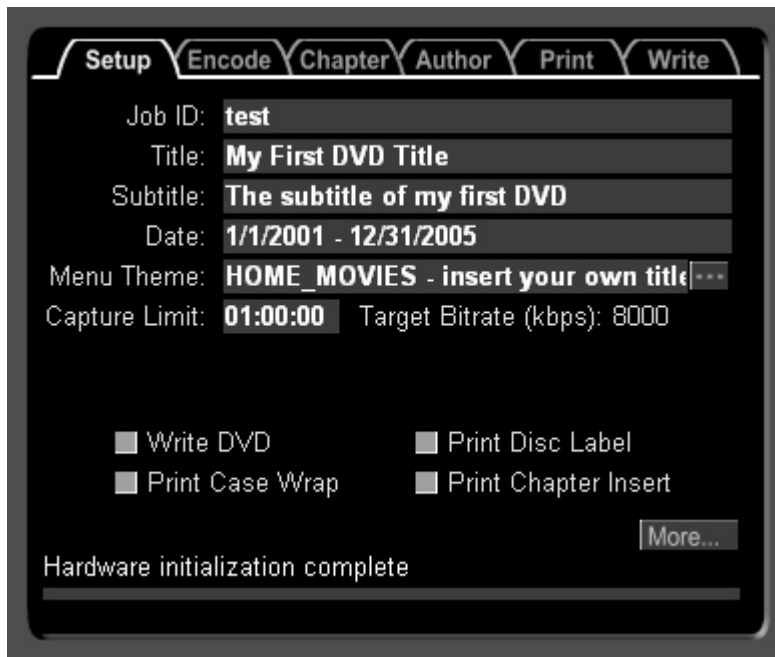 Setup Encode Chapter Author Print Write
Job ID: test
Title: My First DVD Title
Subtitle: The subtitle of my first DVD
Date: 1/1/2001 - 12/31/2005
Menu Theme: HOME_MOVIES - insert your own title ...
Capture Limit: 01:00:00 Target Bitrate (kbps): 8000
Write DVD Print Disc Label
Print Case Wrap Print Chapter Insert
More...
Hardware initialization complete